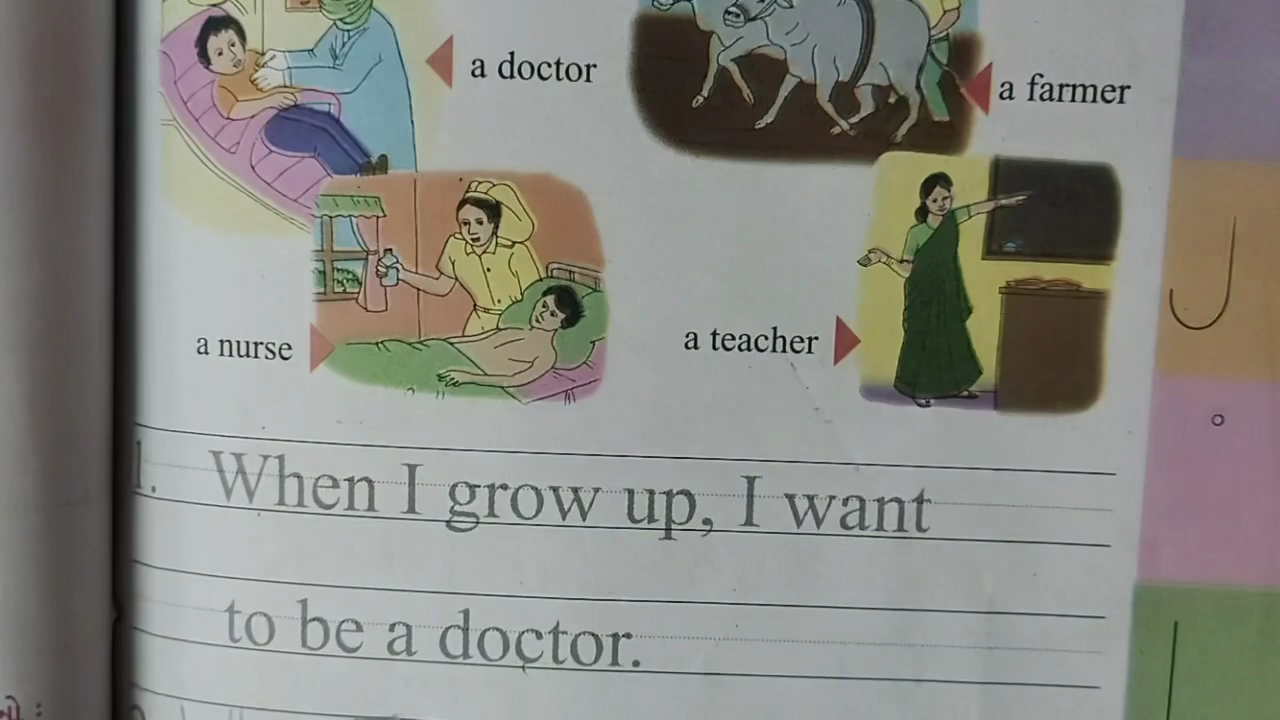 a doctor
a farmer
a nurse
a teacher
1. When I grow up, I want
to be a doctor.